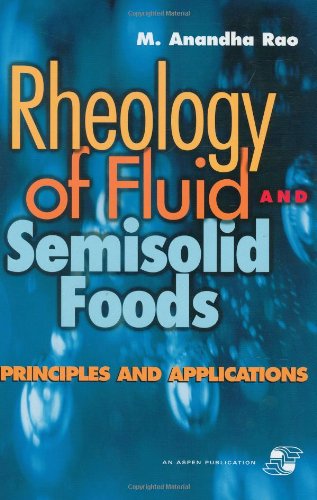 M. Anandha Rao
Rheology
of Fluid AND
Semisolid
Foods
PRINCIPLES AND APPLICATIONS
AN ASPEN PUBLICATION